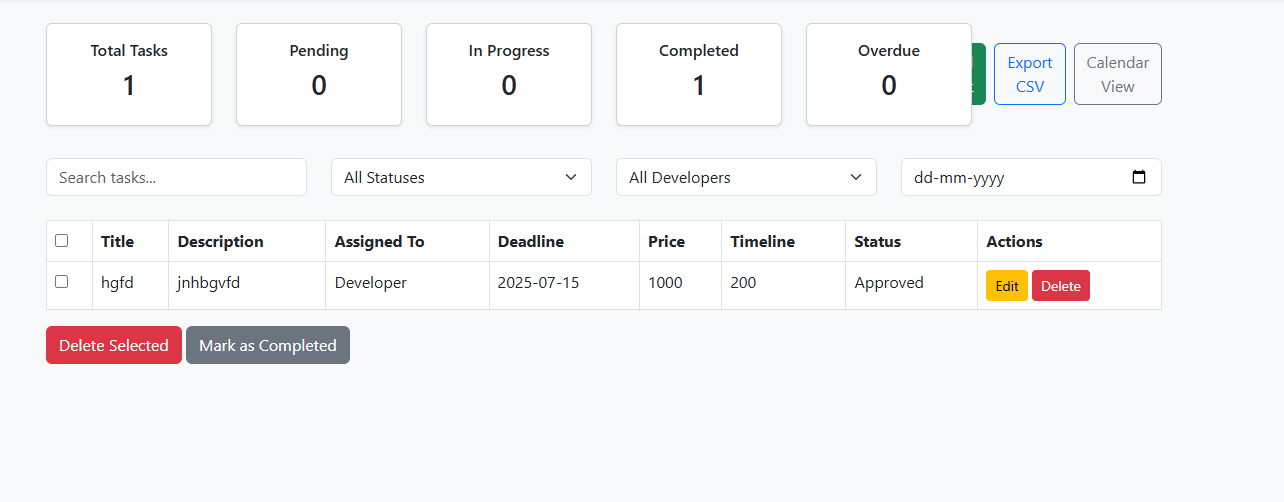 Total Tasks
1
Pending
0
In Progress
0
Completed
1
Overdue
0
Export
CSV
Calendar
View
Search tasks...
All Statuses
All Developers
dd-mm-yyyy
Title Description Assigned To Deadline Price Timeline Status Actions
hgfd jnhbgvfd Developer 2025-07-15 1000 200 Approved Edit Delete
Delete Selected Mark as Completed